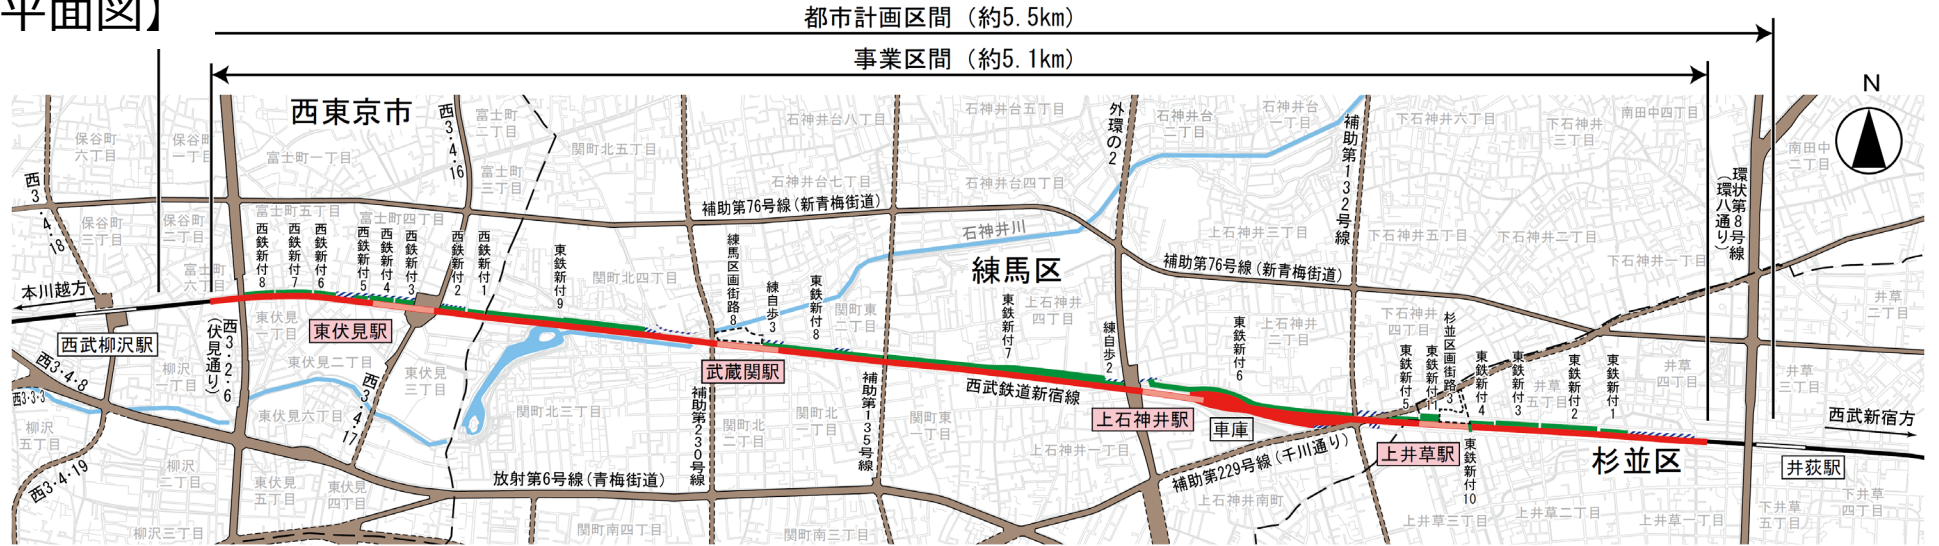 平面図】
都市計画区間（約5.5km）
事業区間（約5.1km）
N
西東京市
練馬区
杉並区
保谷町六丁目
保谷町一丁目
富士町一丁目
西3・4・16
富士町二丁目
富士町三丁目
関町北五丁目
石神井台八丁目
石神井台五丁目
外環の2
石神井台二丁目
石神井台一丁目
補助第132号線
下石神井六丁目
下石神井三丁目
南田中四丁目
南田中二丁目
西3・4・18
保谷町三丁目
保谷町二丁目
富士町五丁目
富士町四丁目
富士町六丁目
石神井台七丁目
石神井台四丁目
補助第76号線（新青梅街道）
石神井川
上石神井三丁目
下石神井五丁目
下石神井二丁目
下石神井一丁目
環状第8号線（環八通り）
補助第76号線（新青梅街道）
西鉄新付8
西鉄新付7
西鉄新付6
西鉄新付5
西鉄新付4
西鉄新付3
西鉄新付2
西鉄新付1
東鉄新付9
関町北四丁目
練馬区画街路8
練自歩3
東鉄新付8
関町東二丁目
東鉄新付7
上石神井四丁目
練自歩2
東鉄新付6
上石神井二丁目
下石神井四丁目
杉並区画街路3
東鉄新付5
東鉄新付11
東鉄新付4
東鉄新付3
東鉄新付2
東鉄新付1
東鉄新付10
井草五丁目
井草四丁目
井草三丁目
井草二丁目
本川越方
西武柳沢駅
東伏見駅
武蔵関駅
西武鉄道新宿線
上石神井駅
車庫
上井草駅
井荻駅
西武新宿方
西3・2・6（伏見通り）
東伏見一丁目
東伏見二丁目
東伏見三丁目
西3・4・8
西3・3・3
柳沢一丁目
東伏見六丁目
西3・4・17
関町北三丁目
補助第230号線
関町北二丁目
関町北一丁目
補助第135号線
関町東一丁目
上石神井一丁目
補助第229号線（千川通り）
柳沢五丁目
西3・4・19
柳沢二丁目
東伏見五丁目
東伏見四丁目
放射第6号線（青梅街道）
柳沢三丁目
関町南四丁目
関町南三丁目
上石神井南町
上井草三丁目
上井草二丁目
上井草一丁目
下井草五丁目
下井草四丁目